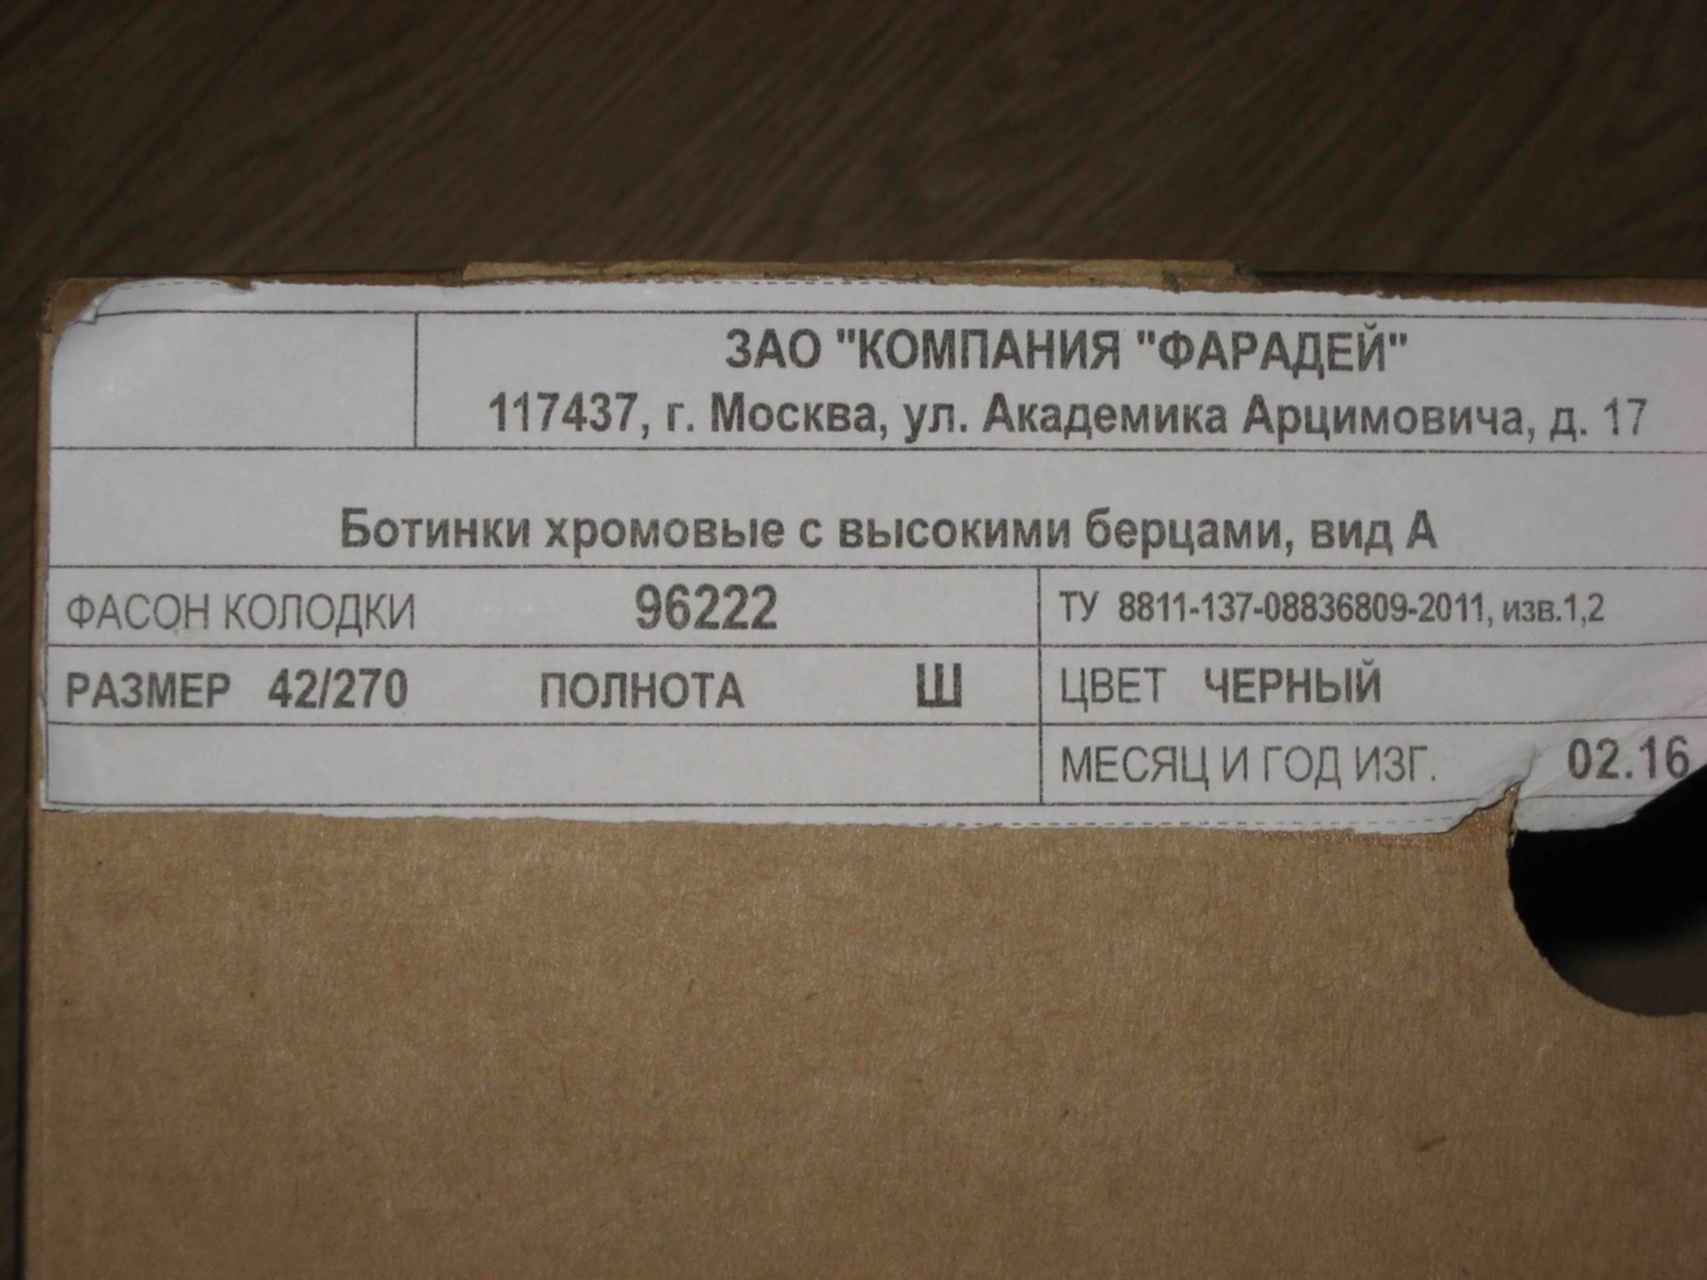 ЗАО "КОМПАНИЯ "ФАРАДЕЙ"
117437, г. Москва, ул. Академика Арцимовича, д. 17
Ботинки хромовые с высокими берцами, вид А
ФАСОН КОЛОДКИ 96222 ТУ 8811-137-08836809-2011, изв.1,2
РАЗМЕР 42/270 ПОЛНОТА Ш ЦВЕТ ЧЕРНЫЙ
МЕСЯЦ И ГОД ИЗГ. 02.16